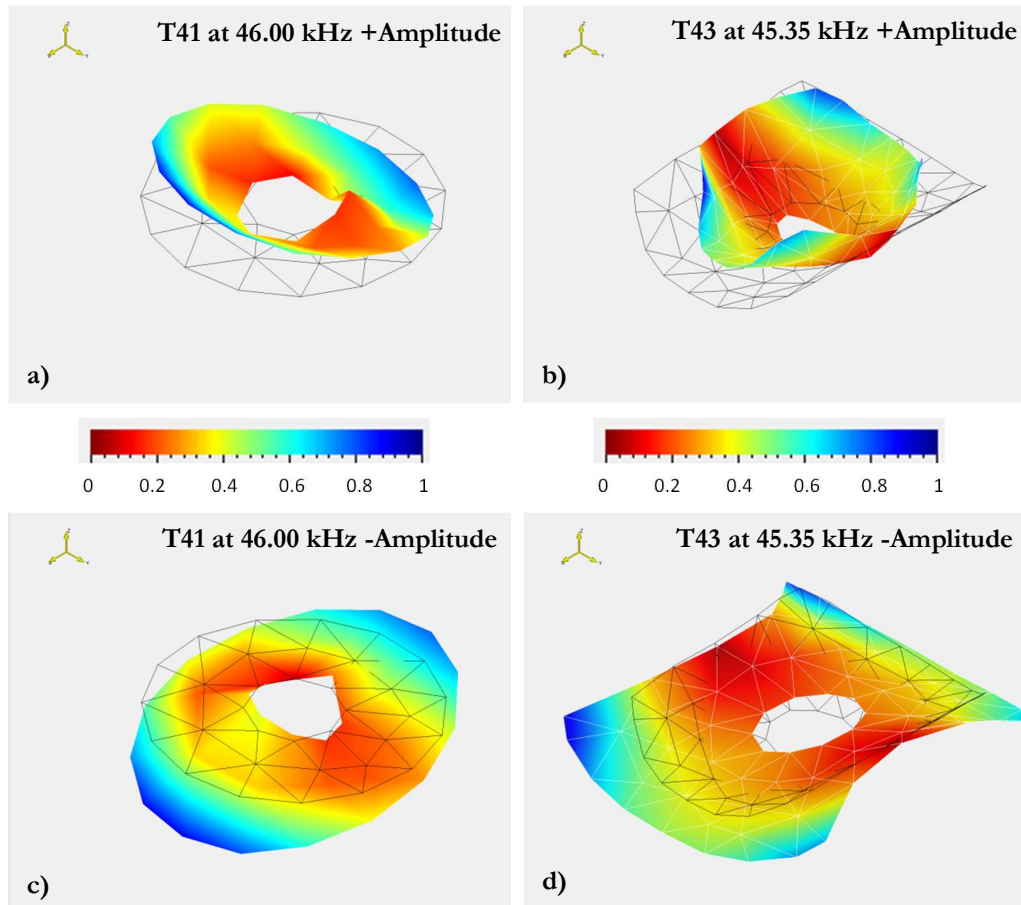 T41 at 46.00 kHz +Amplitude
a)
T43 at 45.35 kHz +Amplitude
b)
0 0.2 0.4 0.6 0.8 1
0 0.2 0.4 0.6 0.8 1
T41 at 46.00 kHz -Amplitude
c)
T43 at 45.35 kHz -Amplitude
d)